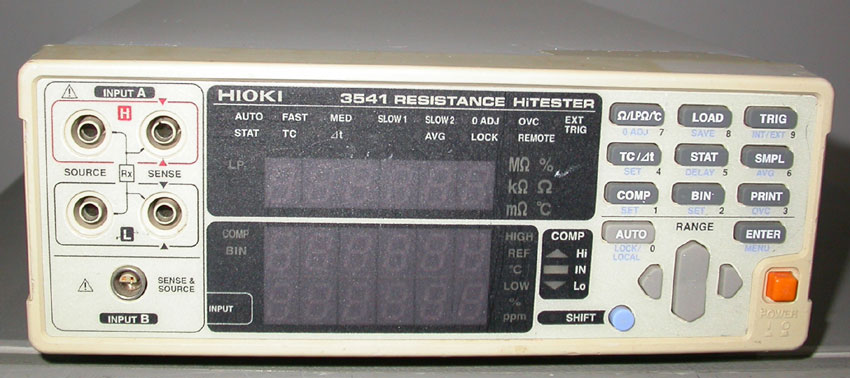 INPUT A
H
SOURCE Rx SENSE
L
SENSE & SOURCE
INPUT B
HIOKI 3541 RESISTANCE HiTESTER
AUTO FAST MED SLOW 1 SLOW 2 0 ADJ OVC EXT TRIG
STAT TC Δt AVG LOCK REMOTE
LP
MΩ %
kΩ Ω
mΩ °C
COMP
BIN
HIGH
REF
°C
LOW
%
ppm
INPUT
COMP
Hi
IN
Lo
SHIFT
Ω/LPΩ/°C LOAD TRIG
0 ADJ 7 SAVE 8 INT/EXT 9
TC/Δt STAT SMPL
SET 4 DELAY 5 AVG 6
COMP BIN PRINT
SET 1 SET 2 OVC 3
AUTO RANGE ENTER
LOCK/LOCAL 0 MENU
POWER